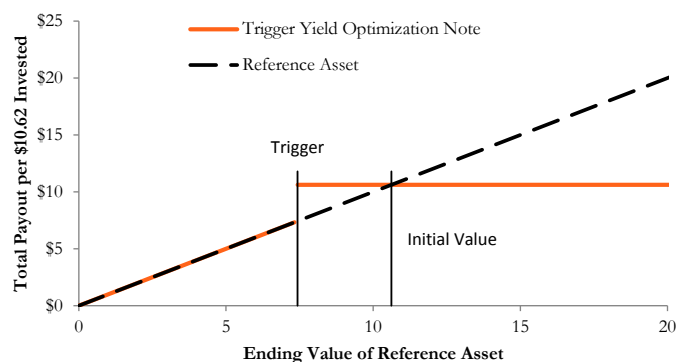 $25
Trigger Yield Optimization Note
Reference Asset
$20
$15
Trigger
$10
Initial Value
$5
$0
0
5
10
15
20
Total Payout per $10.62 Invested
Ending Value of Reference Asset